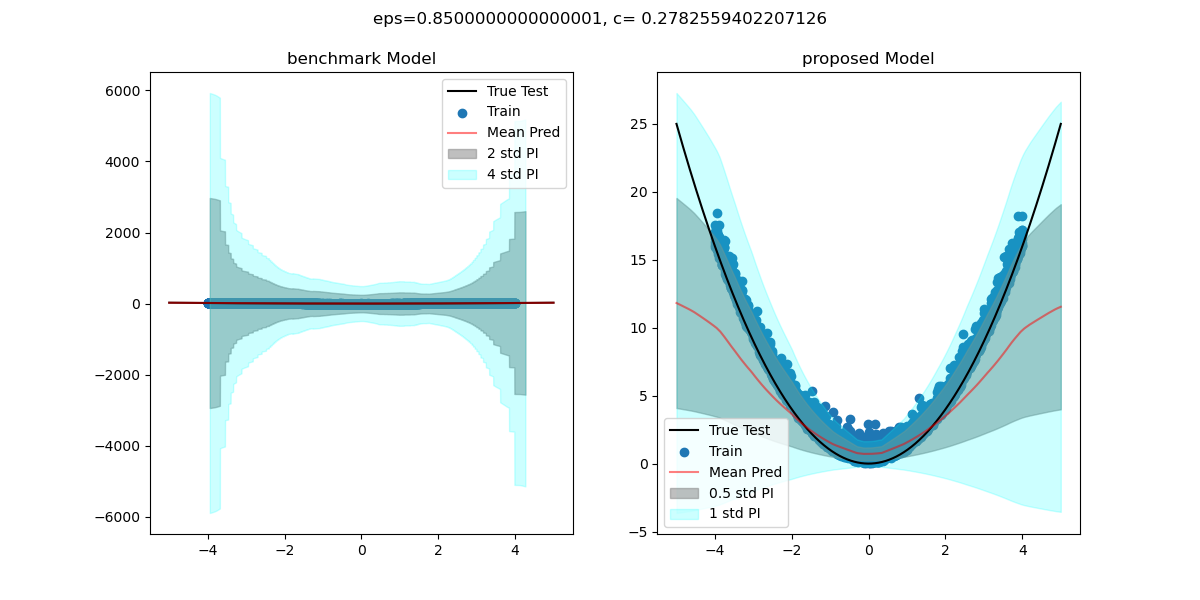 eps=0.8500000000000001, c= 0.2782559402207126
benchmark Model
proposed Model
6000
4000
2000
0
−2000
−4000
−6000
−4
−2
0
2
4
True Test
Train
Mean Pred
2 std PI
4 std PI
25
20
15
10
5
0
−5
−4
−2
0
2
4
True Test
Train
Mean Pred
0.5 std PI
1 std PI